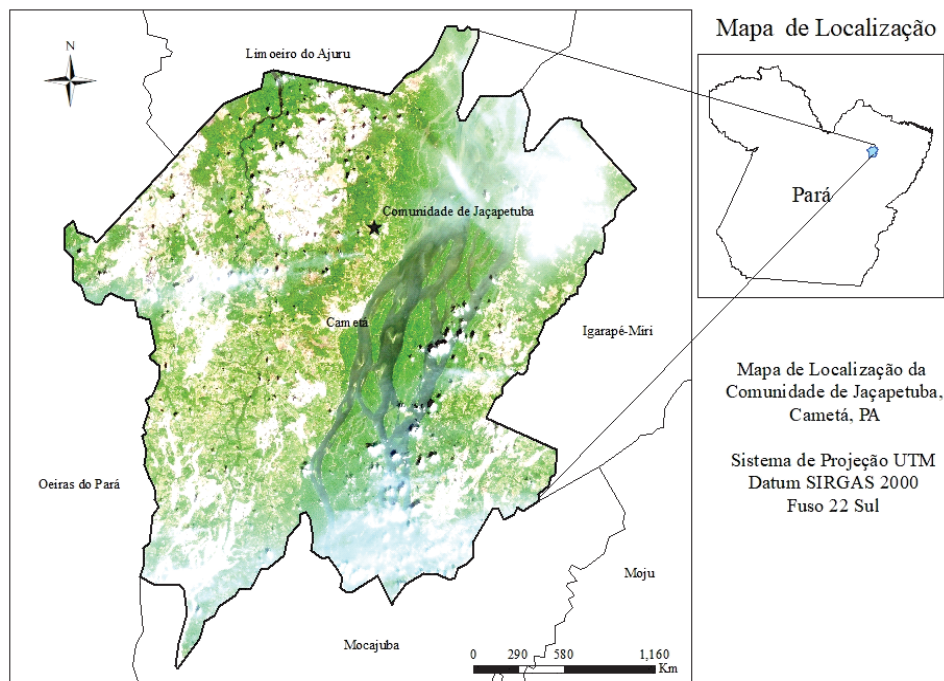 Mapa de Localização
N
Limoeiro do Ajuru
Comunidade de Jaçapetuba
Cametá
Igarapé-Miri
Oeiras do Pará
Moju
Mocajuba
0 290 580 1,160
Km
Pará
Mapa de Localização da
Comunidade de Jaçapetuba,
Cametá, PA
Sistema de Projeção UTM
Datum SIRGAS 2000
Fuso 22 Sul